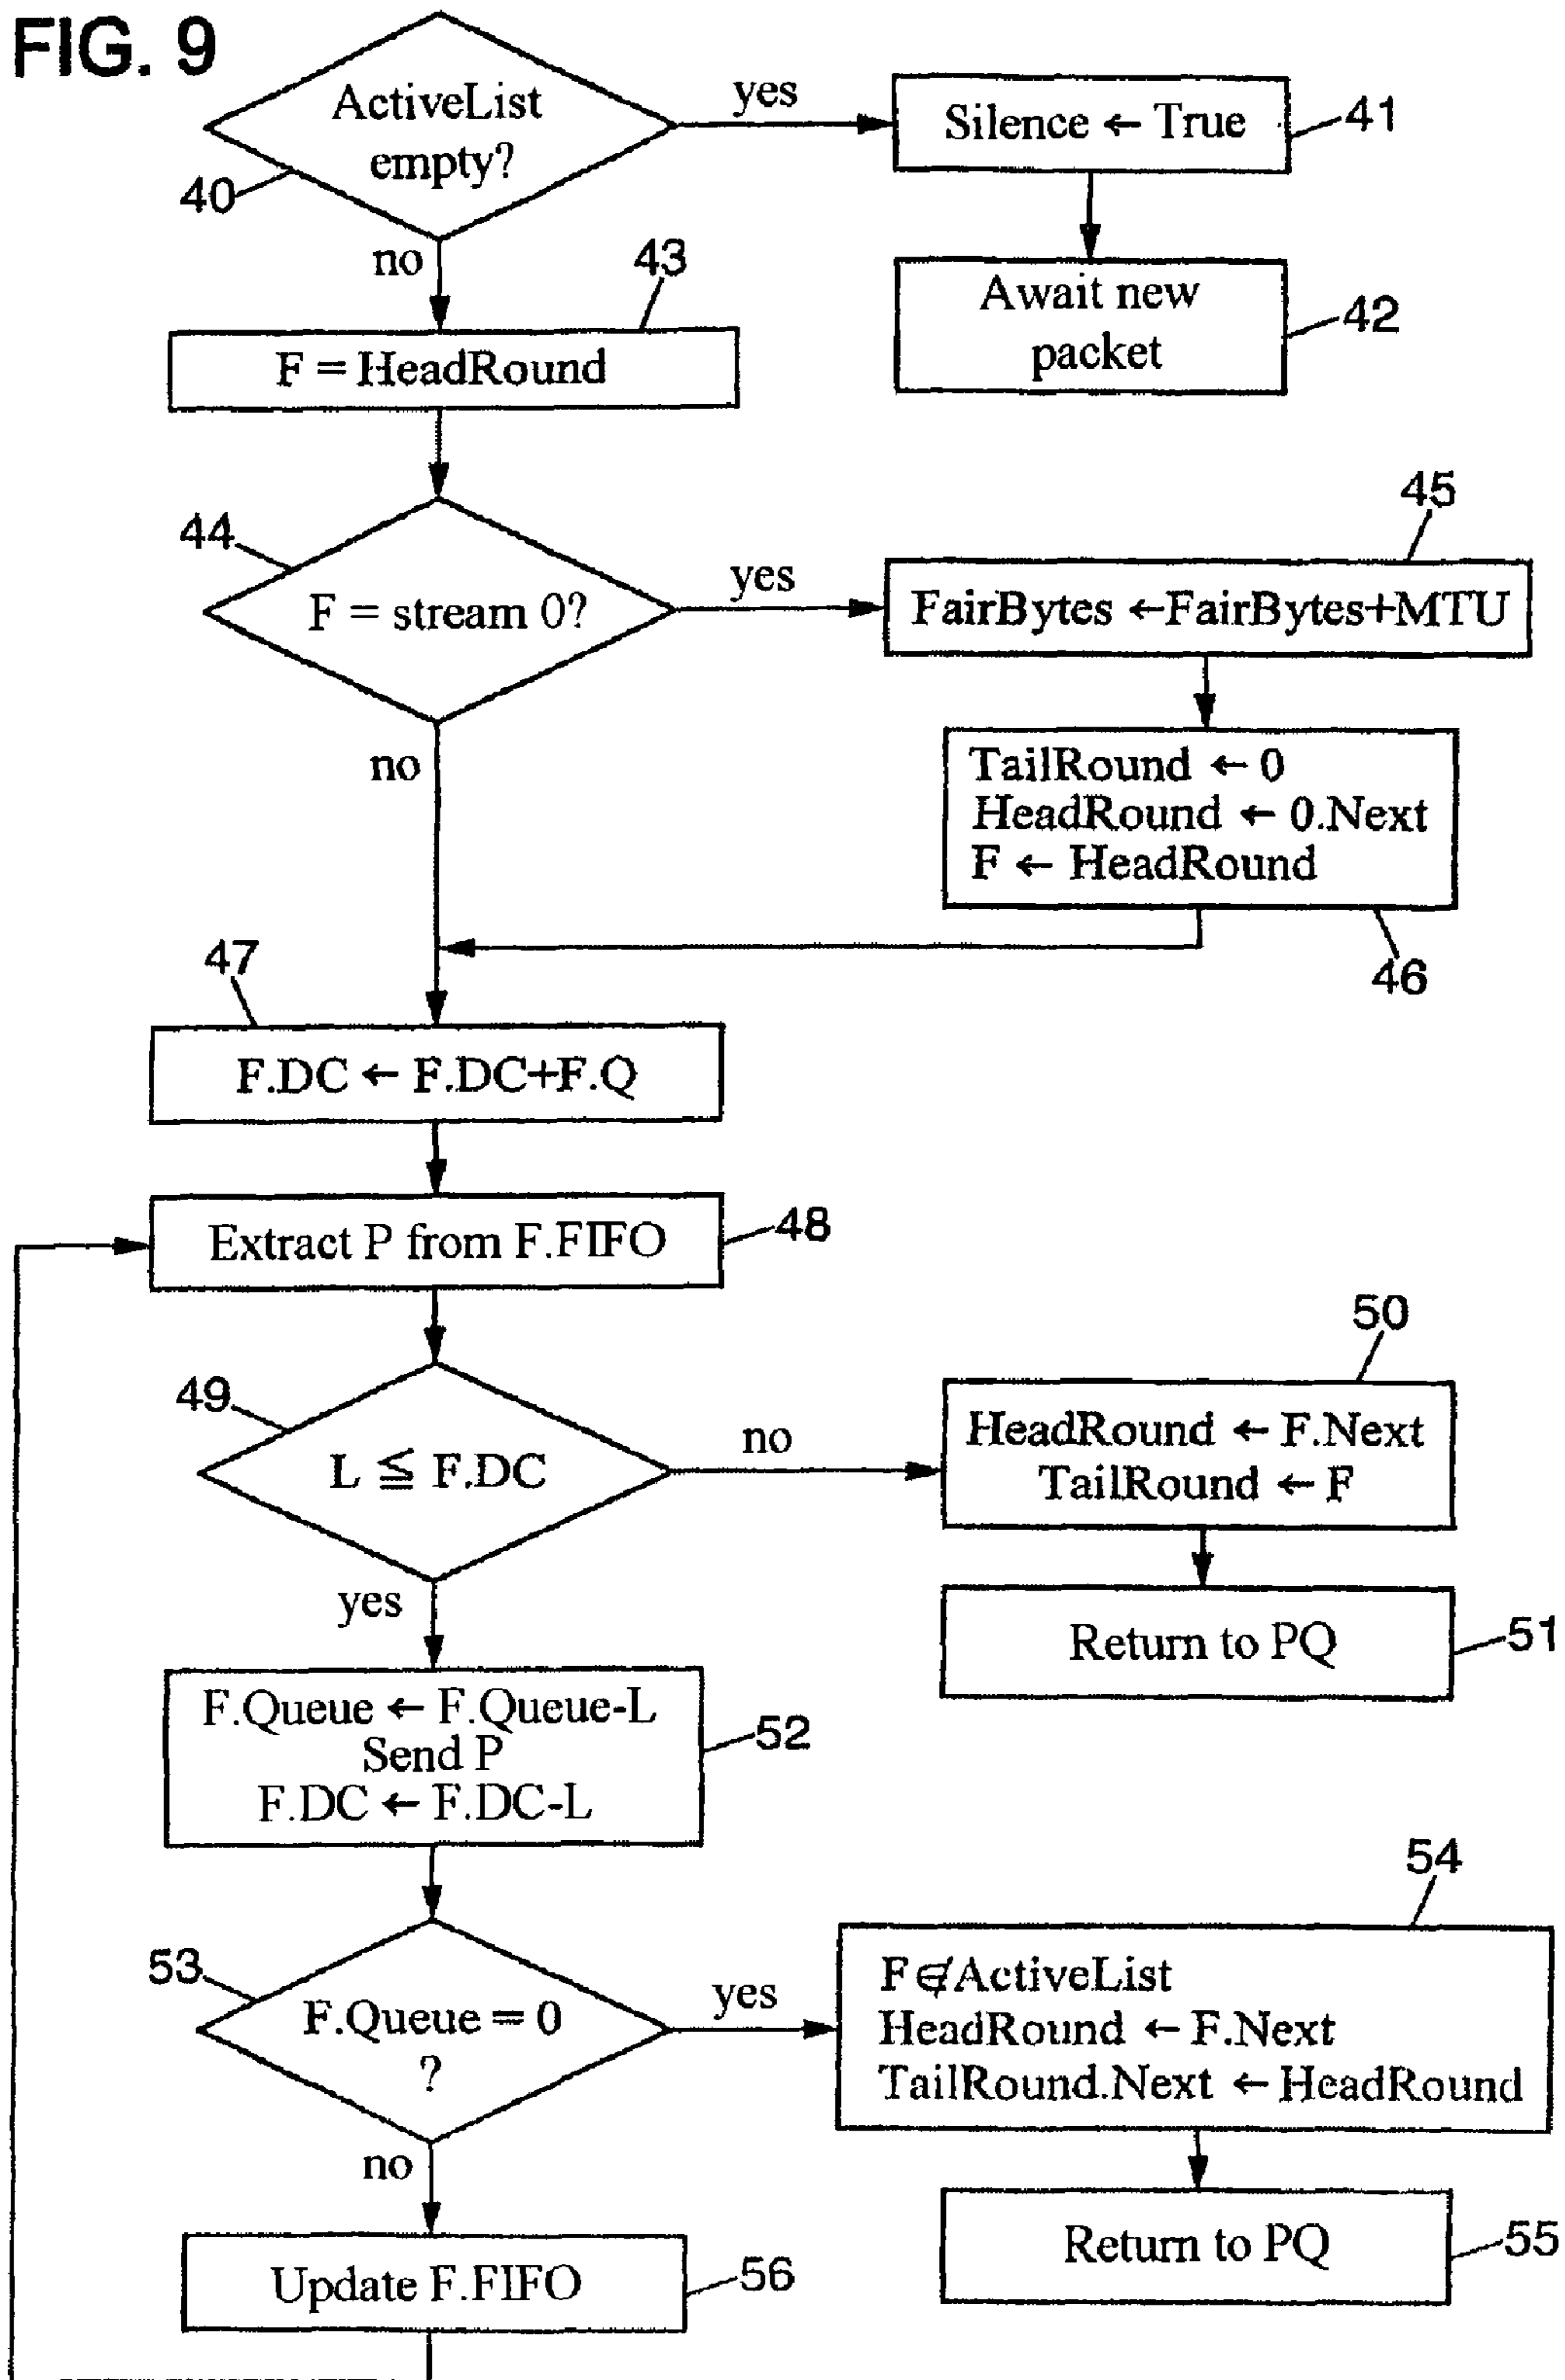 FIG. 9
ActiveList
empty?
40
yes
Silence ← True
41
Await new
packet
42
no
43
F = HeadRound
44
F = stream 0?
yes
45
FairBytes ←FairBytes+MTU
TailRound ← 0
HeadRound ← 0.Next
F ← HeadRound
46
no
47
F.DC ← F.DC+F.Q
Extract P from F.FIFO
48
49
L ≦ F.DC
no
50
HeadRound ← F.Next
TailRound ← F
Return to PQ
51
yes
F.Queue ← F.Queue-L
Send P
F.DC ← F.DC-L
52
53
F.Queue = 0
?
yes
54
F∉ActiveList
HeadRound ← F.Next
TailRound.Next ← HeadRound
Return to PQ
55
no
Update F.FIFO
56